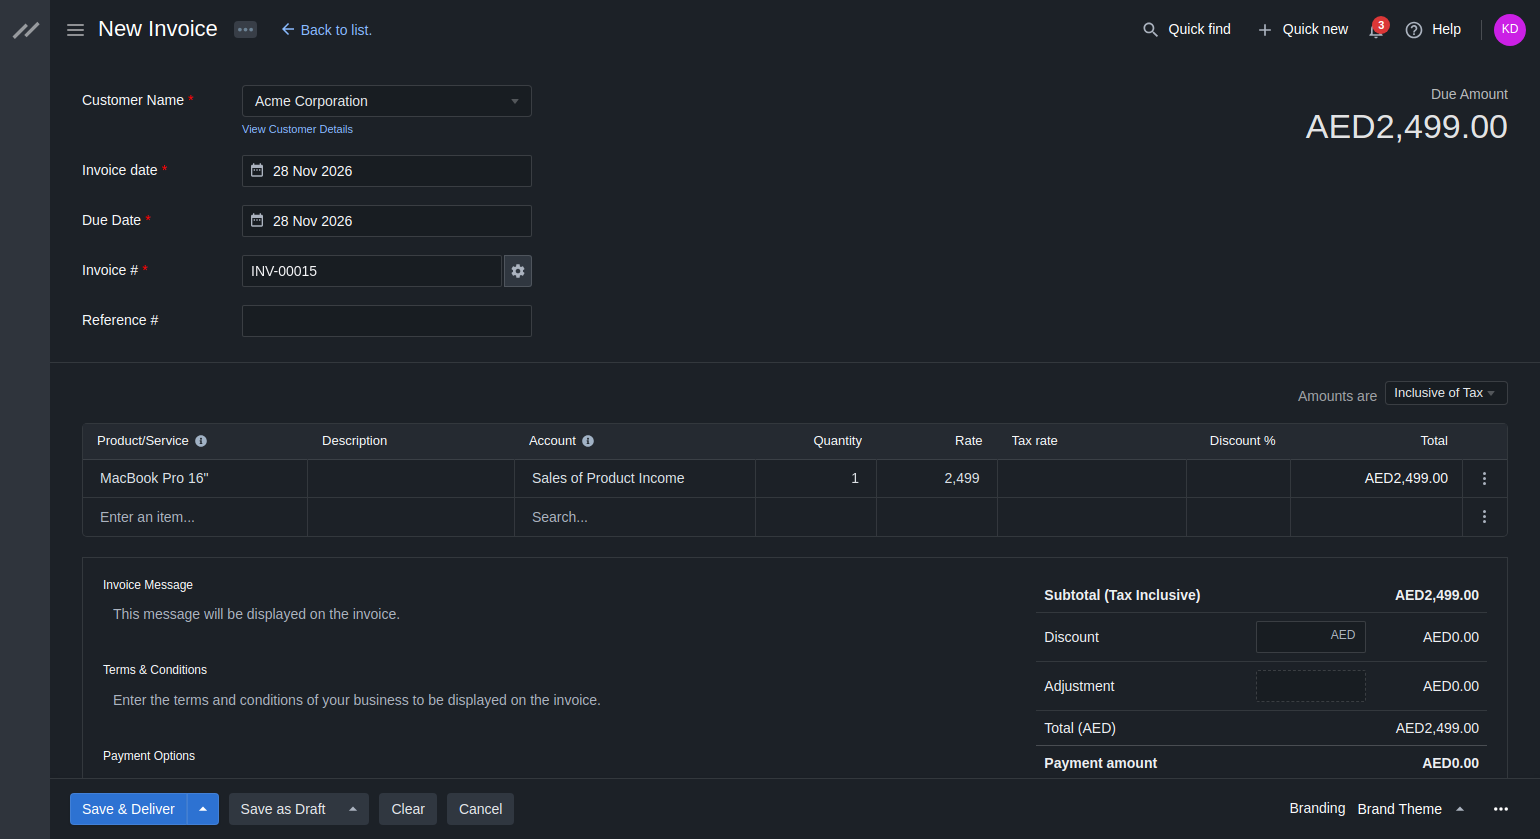 New Invoice
Back to list.
Quick find
Quick new
3
Help
KD
Customer Name *
Acme Corporation
View Customer Details
Due Amount
AED2,499.00
Invoice date *
28 Nov 2026
Due Date *
28 Nov 2026
Invoice # *
INV-00015
Reference #
Amounts are Inclusive of Tax
Product/Service Description Account Quantity Rate Tax rate Discount % Total
MacBook Pro 16" Sales of Product Income 1 2,499 AED2,499.00
Enter an item... Search...
Invoice Message
This message will be displayed on the invoice.
Terms & Conditions
Enter the terms and conditions of your business to be displayed on the invoice.
Payment Options
Subtotal (Tax Inclusive) AED2,499.00
Discount AED AED0.00
Adjustment AED0.00
Total (AED) AED2,499.00
Payment amount AED0.00
Save & Deliver
Save as Draft
Clear
Cancel
Branding Brand Theme